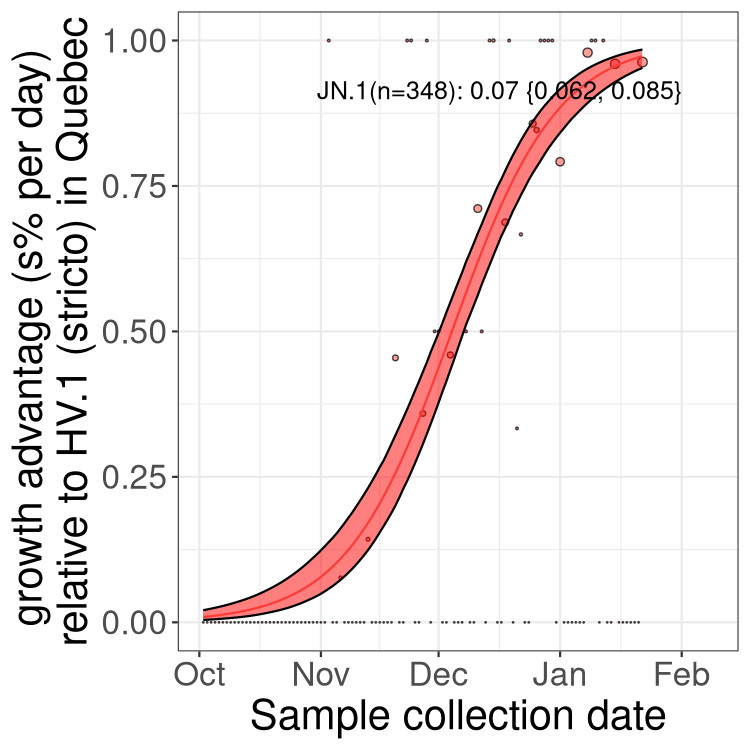 growth advantage (s% per day)
relative to HV.1 (stricto) in Quebec
1.00
0.75
0.50
0.25
0.00
JN.1(n=348): 0.07 {0.062, 0.085}
Oct Nov Dec Jan Feb
Sample collection date